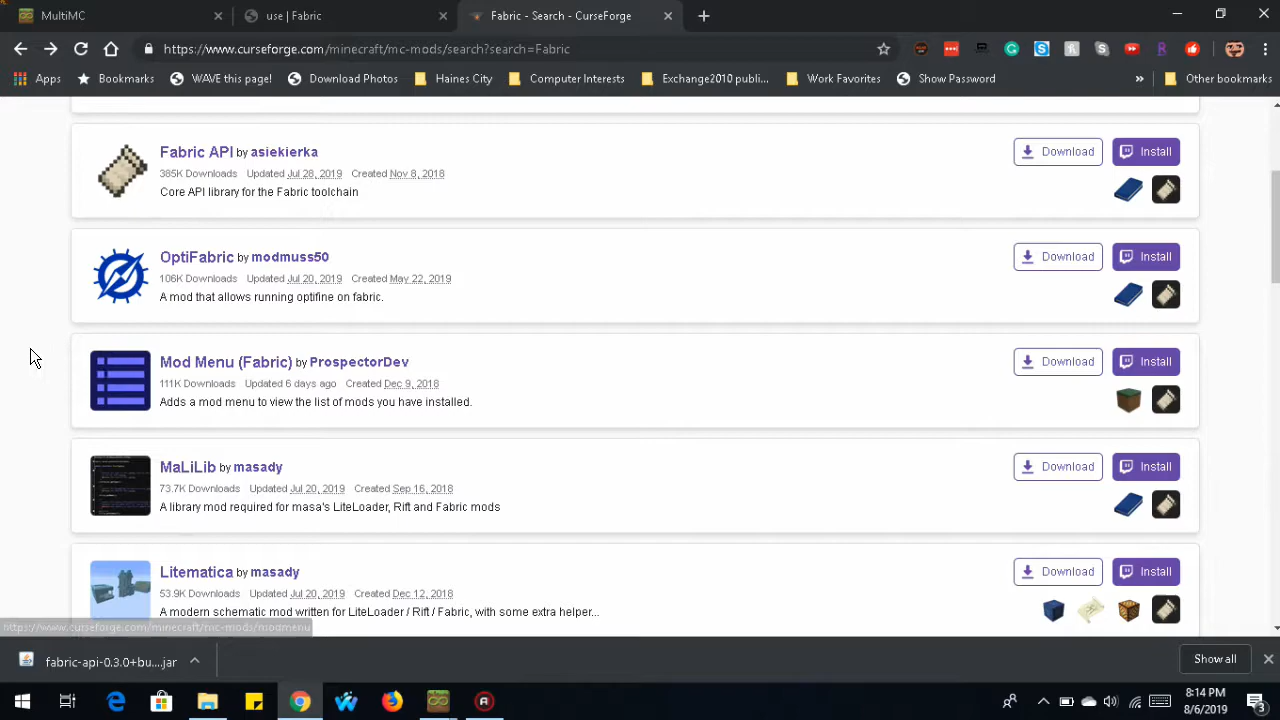 MultiMC
use | Fabric
Fabric - Search - CurseForge
https://www.curseforge.com/minecraft/mc-mods/search?search=Fabric
Apps
Bookmarks
WAVE this page!
Download Photos
Haines City
Computer Interests
Exchange2010 publi...
Work Favorites
Show Password
»
Other bookmarks
Fabric API by asiekierka
Download
Install
385K Downloads Updated Jul 28, 2019 Created Nov 8, 2018
Core API library for the Fabric toolchain
OptiFabric by modmuss50
Download
Install
106K Downloads Updated Jul 20, 2019 Created May 22, 2019
A mod that allows running optifine on fabric.
Mod Menu (Fabric) by ProspectorDev
Download
Install
111K Downloads Updated 6 days ago Created Dec 9, 2018
Adds a mod menu to view the list of mods you have installed.
MaLiLib by masady
Download
Install
73.7K Downloads Updated Jul 20, 2019 Created Sep 16, 2018
A library mod required for masa's LiteLoader, Rift and Fabric mods
Litematica by masady
Download
Install
53.9K Downloads Updated Jul 20, 2019 Created Dec 12, 2018
A modern schematic mod written for LiteLoader / Rift / Fabric, with some extra helper...
https://www.curseforge.com/minecraft/mc-mods/modmenu
fabric-api-0.3.0+bu....jar
Show all
8:14 PM
8/6/2019
3